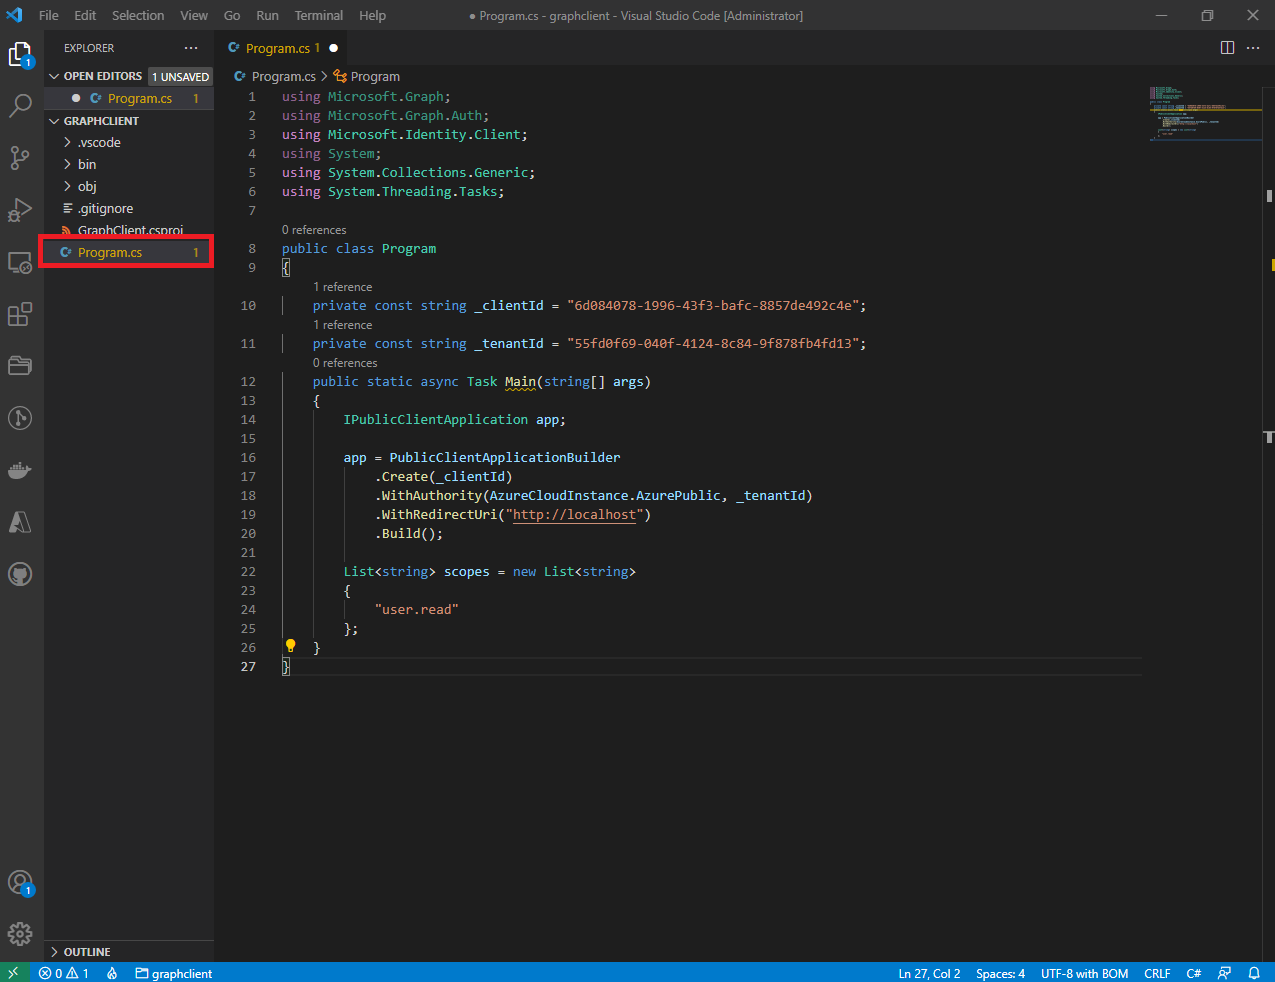 File Edit Selection View Go Run Terminal Help
● Program.cs - graphclient - Visual Studio Code [Administrator]
EXPLORER
OPEN EDITORS 1 UNSAVED
C# Program.cs 1
GRAPHCLIENT
.vscode
bin
obj
.gitignore
GraphClient.csproj
C# Program.cs 1
OUTLINE
1
1
C# Program.cs 1
C# Program.cs > Program
1 using Microsoft.Graph;
2 using Microsoft.Graph.Auth;
3 using Microsoft.Identity.Client;
4 using System;
5 using System.Collections.Generic;
6 using System.Threading.Tasks;
7
0 references
8 public class Program
9 {
1 reference
10 private const string _clientId = "6d084078-1996-43f3-bafc-8857de492c4e";
1 reference
11 private const string _tenantId = "55fd0f69-040f-4124-8c84-9f878fb4fd13";
0 references
12 public static async Task Main(string[] args)
13 {
14 IPublicClientApplication app;
15
16 app = PublicClientApplicationBuilder
17 .Create(_clientId)
18 .WithAuthority(AzureCloudInstance.AzurePublic, _tenantId)
19 .WithRedirectUri("http://localhost")
20 .Build();
21
22 List<string> scopes = new List<string>
23 {
24 "user.read"
25 };
26 }
27 }
0 1 graphclient Ln 27, Col 2 Spaces: 4 UTF-8 with BOM CRLF C#